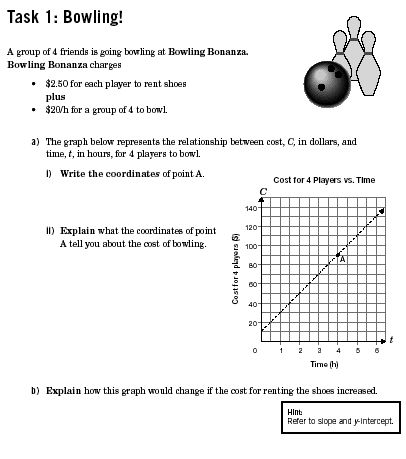 Task 1: Bowling!
A group of 4 friends is going bowling at Bowling Bonanza.
Bowling Bonanza charges
• $2.50 for each player to rent shoes
plus
• $20/h for a group of 4 to bowl.
a) The graph below represents the relationship between cost, C, in dollars, and
time, t, in hours, for 4 players to bowl.
i) Write the coordinates of point A.
ii) Explain what the coordinates of point
A tell you about the cost of bowling.
Cost for 4 Players vs. Time
C
140
120
100
80
60
40
20
Cost for 4 players ($)
A
0 1 2 3 4 5 6
t
Time (h)
b) Explain how this graph would change if the cost for renting the shoes increased.
Hint:
Refer to slope and y-intercept.